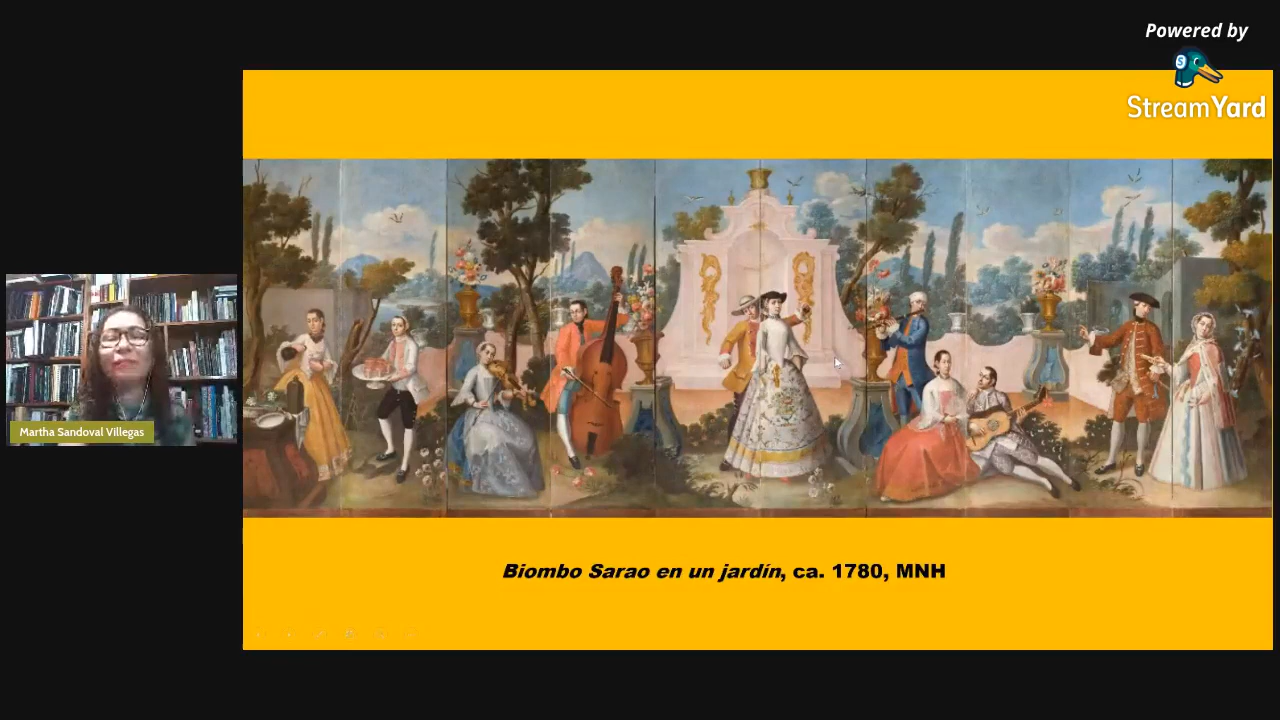 Powered by
S
StreamYard
Martha Sandoval Villegas
Biombo Sarao en un jardín, ca. 1780, MNH